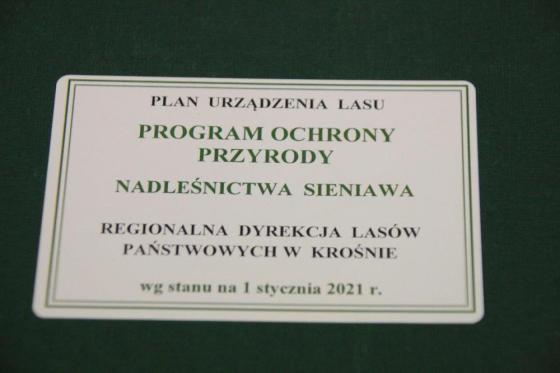 PLAN URZĄDZENIA LASU
PROGRAM OCHRONY
PRZYRODY
NADLEŚNICTWA SIENIAWA
REGIONALNA DYREKCJA LASÓW
PAŃSTWOWYCH W KROŚNIE
wg stanu na 1 stycznia 2021 r.